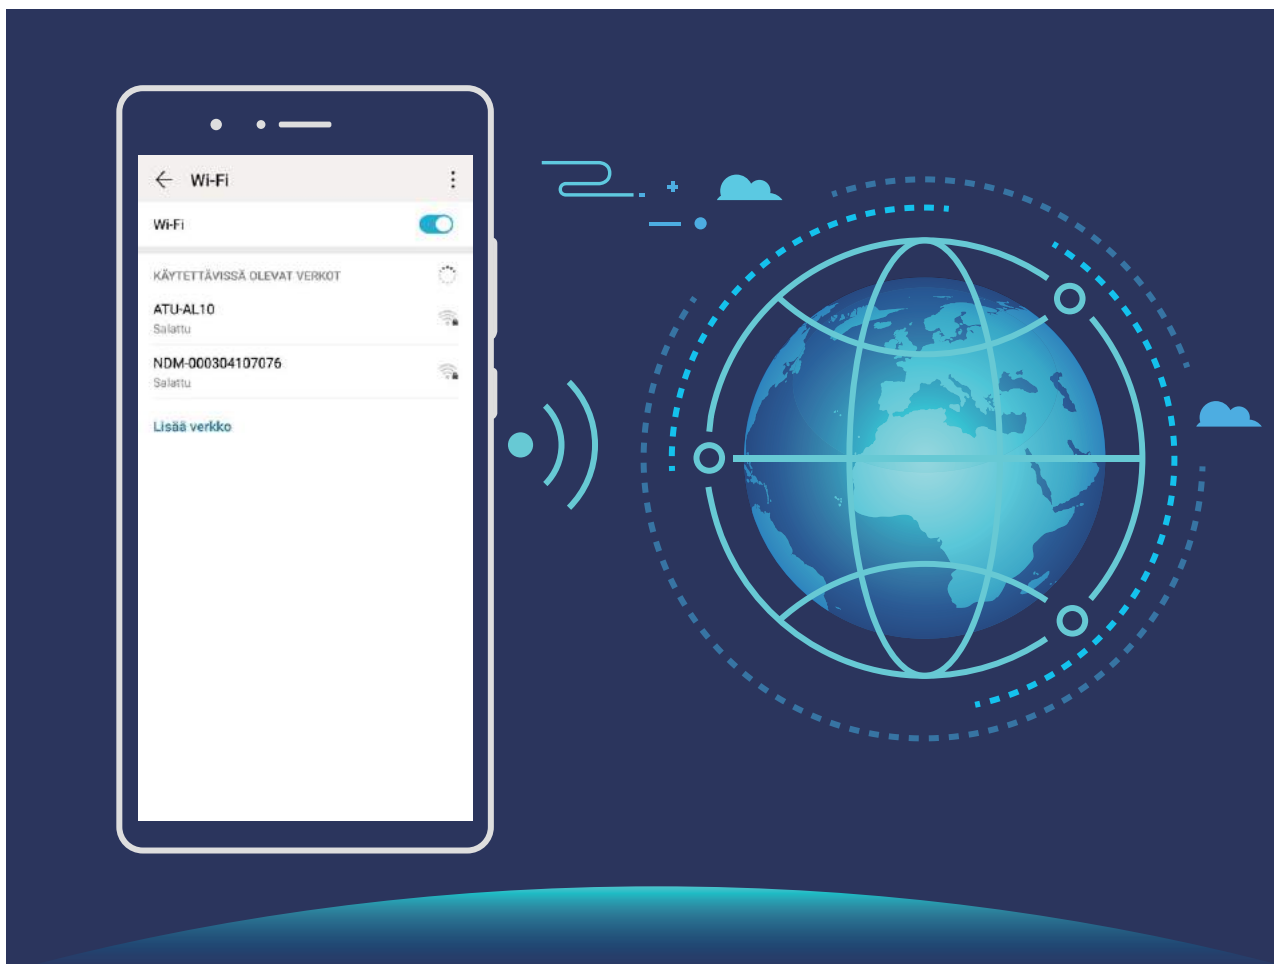 Wi-Fi
Wi-Fi
KÄYTETTÄVISSÄ OLEVAT VERKOT
ATU-AL10
Salattu
NDM-000304107076
Salattu
Lisää verkko